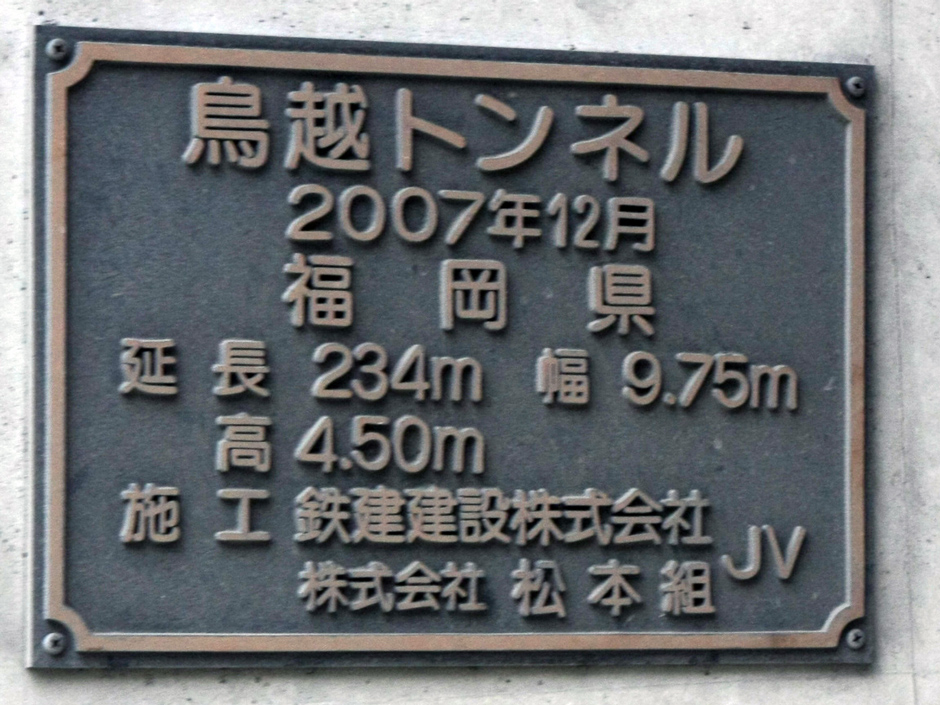 鳥越トンネル
2007年12月
福岡県
延長 234m 幅 9.75m
高 4.50m
施工 鉄建建設株式会社
株式会社 松本組 JV